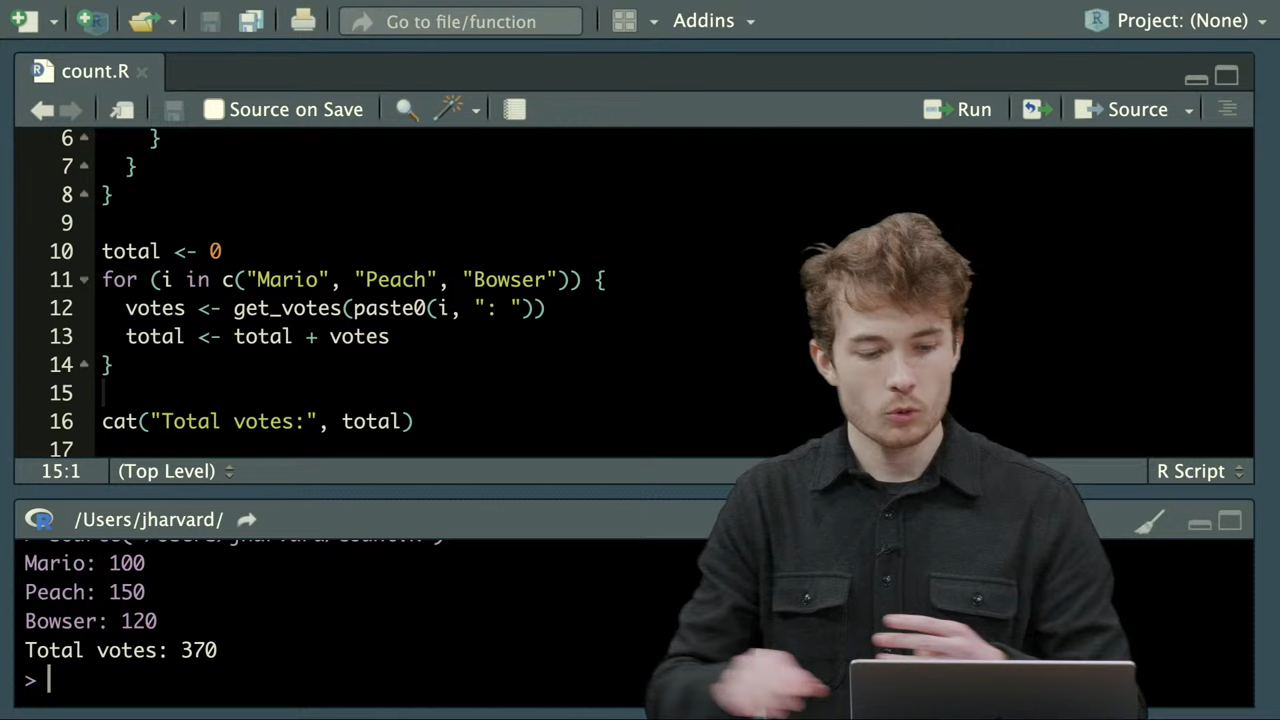 Go to file/function
Addins
R Project: (None)
R count.R
Source on Save
Run
Source
6 }
7 }
8 }
9
10 total <- 0
11 for (i in c("Mario", "Peach", "Bowser")) {
12 votes <- get_votes(paste0(i, ": "))
13 total <- total + votes
14 }
15
16 cat("Total votes:", total)
17
15:1 (Top Level) R Script
R /Users/jharvard/
Mario: 100
Peach: 150
Bowser: 120
Total votes: 370
>